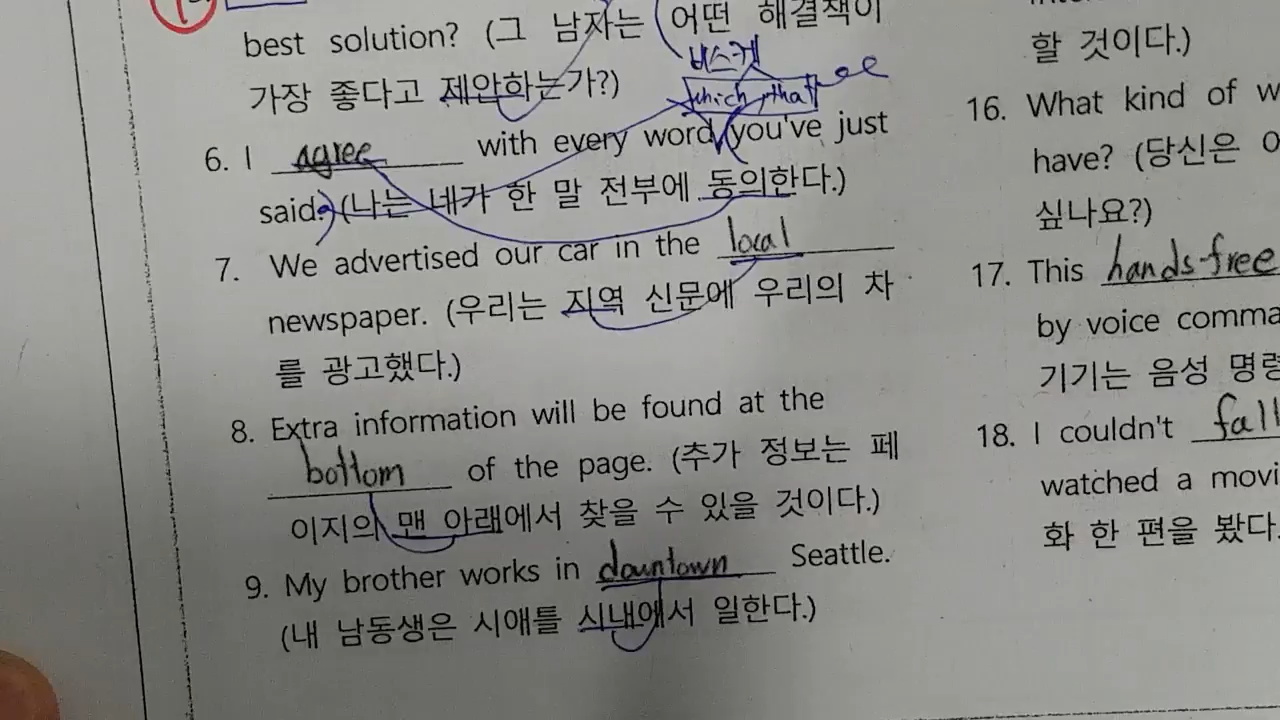 best solution? (그 남자는 어떤 해결책이
가장 좋다고 제안하는가?)
which, that
6. I agree with every word you've just
said. (나는 네가 한 말 전부에 동의한다.)
7. We advertised our car in the local
newspaper. (우리는 지역 신문에 우리의 차
를 광고했다.)
8. Extra information will be found at the
bottom of the page. (추가 정보는 페
이지의 맨 아래에서 찾을 수 있을 것이다.)
9. My brother works in downtown Seattle.
(내 남동생은 시애틀 시내에서 일한다.)
할 것이다.)
16. What kind of w
have? (당신은 어
싶나요?)
17. This hands-free
by voice comma
기기는 음성 명령
18. I couldn't fall
watched a movi
화 한 편을 봤다.